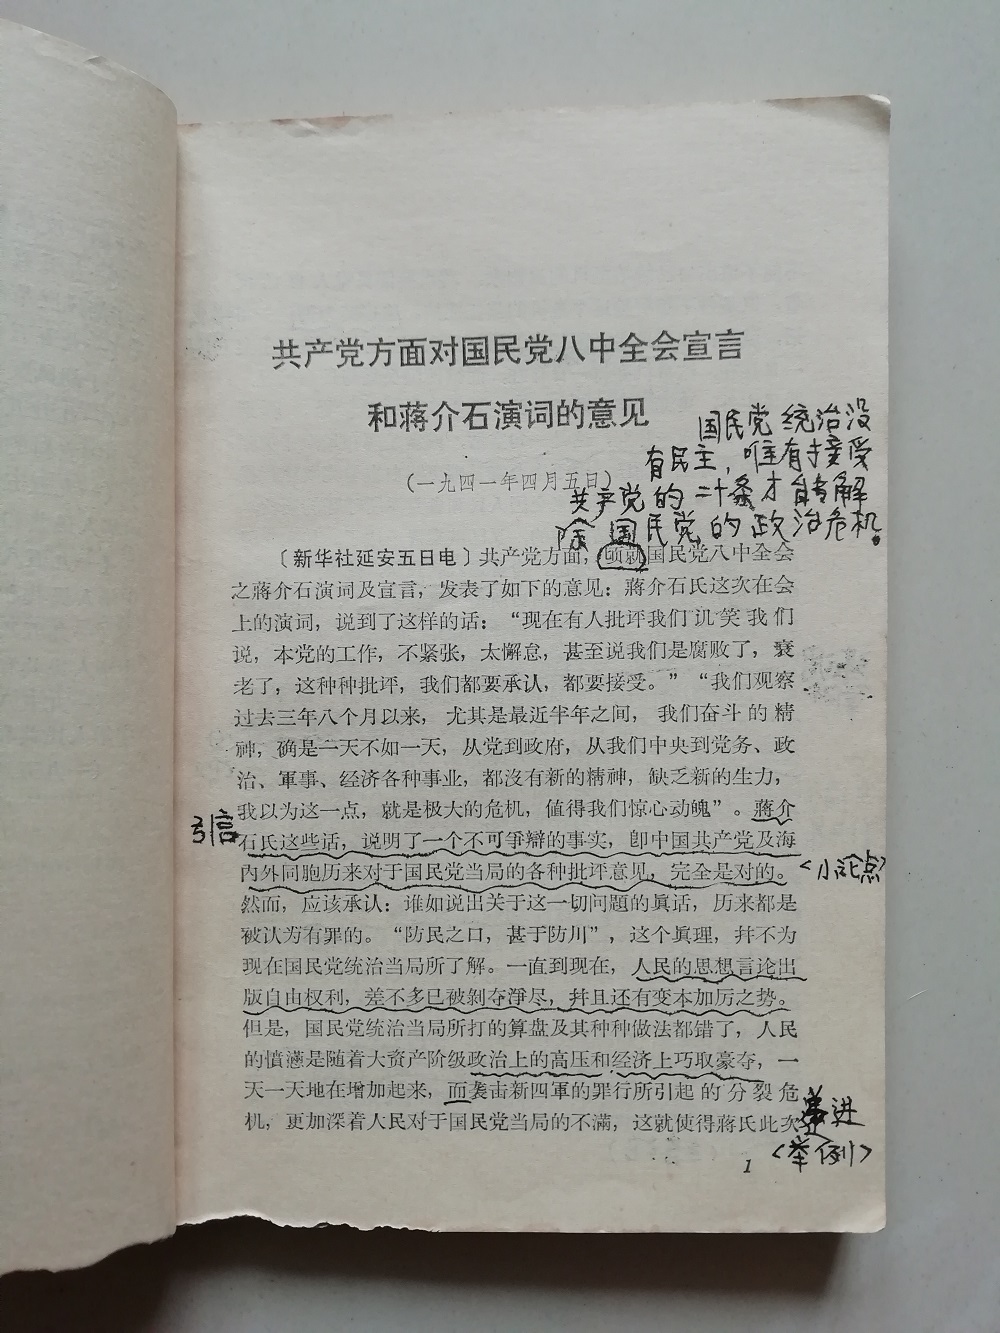 共产党方面对国民党八中全会宣言
和蒋介石演词的意见
国民党统治没
有民主，唯有接受
共产党的二十条才能解
除国民党的政治危机。
（一九四一年四月五日）
〔新华社延安五日电〕共产党方面，顷就国民党八中全会
之蔣介石演词及宣言，发表了如下的意见：蔣介石氏这次在会
上的演词，说到了这样的话：“现在有人批评我们讥笑我们
说，本党的工作，不紧张，太懈怠，甚至说我们是腐败了，衰
老了，这种种批评，我们都要承认，都要接受。”“我们观察
过去三年八个月以来，尤其是最近半年之间，我们奋斗的精
神，确是一天不如一天，从党到政府，从我们中央到党务、政
治、軍事、经济各种事业，都沒有新的精神，缺乏新的生力，
我以为这一点，就是极大的危机，值得我们惊心动魄”。蔣介
引言
石氏这些话，说明了一个不可爭辯的事实，卽中国共产党及海
內外同胞历来对于国民党当局的各种批评意见，完全是对的。
<小论点>
然而，应该承认：谁如说出关于这一切问题的眞话，历来都是
被认为有罪的。“防民之口，甚于防川”，这个眞理，幷不为
现在国民党统治当局所了解。一直到现在，人民的思想言论出
版自由权利，差不多已被剝夺淨尽，幷且还有变本加厉之势。
但是，国民党统治当局所打的算盘及其种种做法都错了，人民
的愤懣是随着大资产阶级政治上的高压和经济上巧取豪夺，一
天一天地在增加起来，而袭击新四軍的罪行所引起的分裂危
机，更加深着人民对于国民党当局的不滿，这就使得蔣氏此次
进
<举例>
1